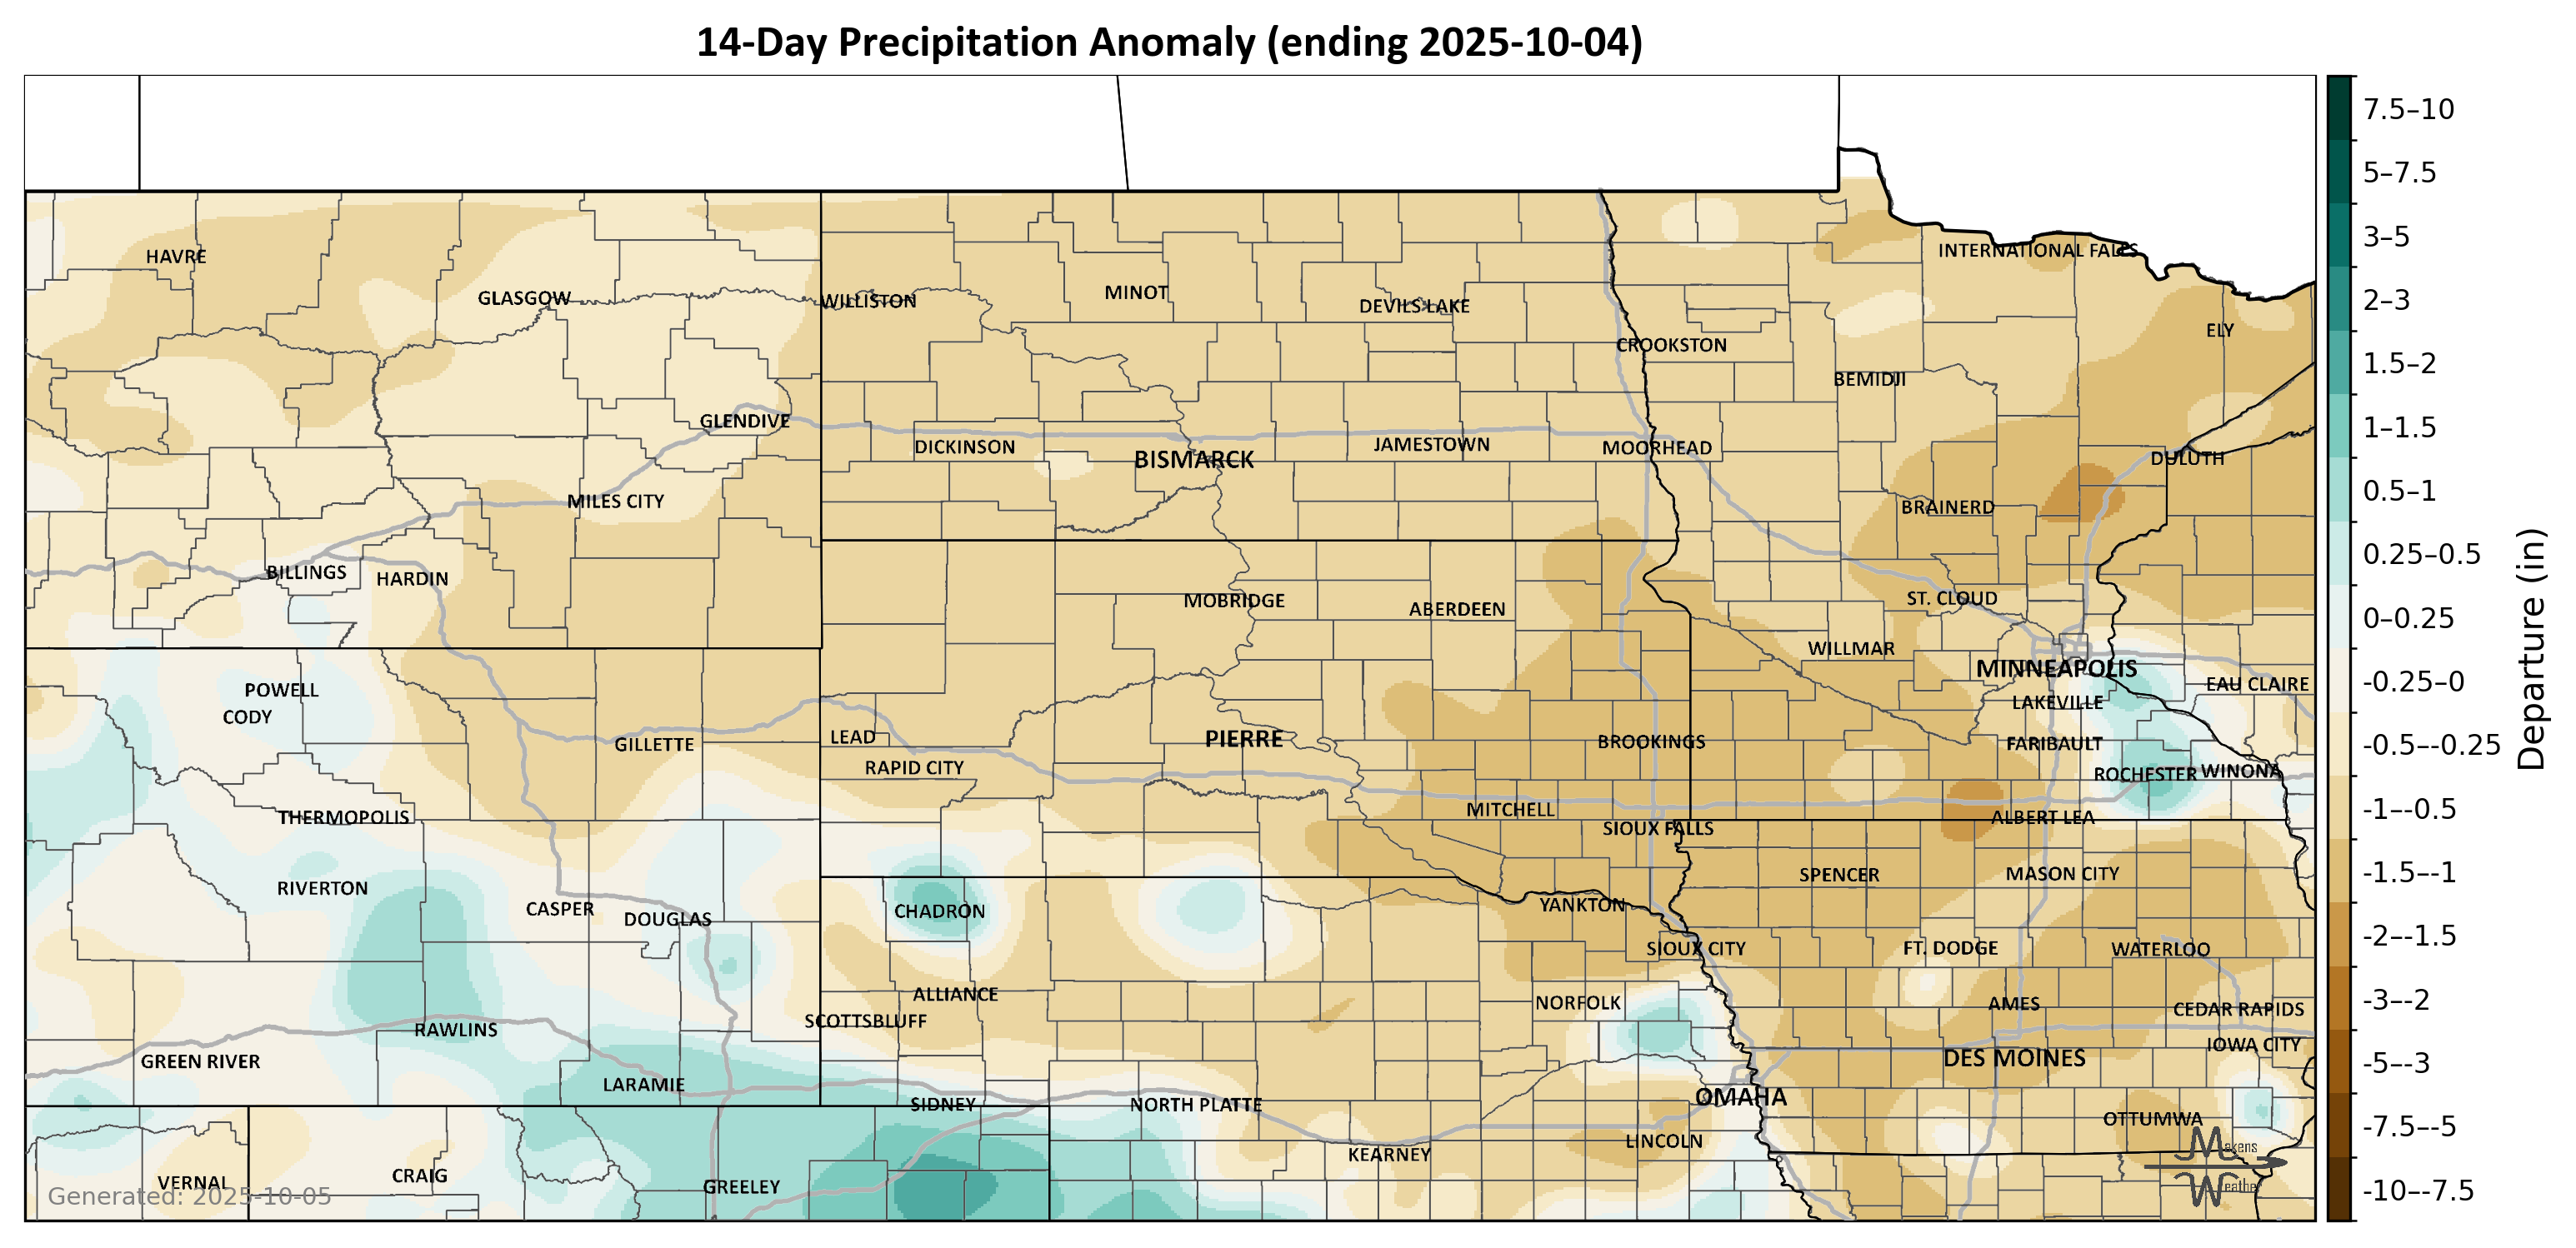 14-Day Precipitation Anomaly (ending 2025-10-04)
HAVRE
INTERNATIONAL FALLS
GLASGOW
WILLISTON
MINOT
DEVILS LAKE
ELY
CROOKSTON
BEMIDJI
GLENDIVE
DICKINSON
BISMARCK
JAMESTOWN
MOORHEAD
DULUTH
MILES CITY
BRAINERD
BILLINGS
HARDIN
MOBRIDGE
ABERDEEN
ST. CLOUD
WILLMAR
MINNEAPOLIS
POWELL
EAU CLAIRE
CODY
LAKEVILLE
GILLETTE
LEAD
PIERRE
BROOKINGS
FARIBAULT
RAPID CITY
ROCHESTER
WINONA
THERMOPOLIS
MITCHELL
SIOUX FALLS
ALBERT LEA
RIVERTON
SPENCER
MASON CITY
CASPER
DOUGLAS
CHADRON
YANKTON
SIOUX CITY
FT. DODGE
WATERLOO
ALLIANCE
NORFOLK
AMES
CEDAR RAPIDS
SCOTTSBLUFF
RAWLINS
IOWA CITY
GREEN RIVER
DES MOINES
LARAMIE
SIDNEY
NORTH PLATTE
OMAHA
OTTUMWA
LINCOLN
KEARNEY
VERNAL
CRAIG
GREELEY
Generated: 2025-10-05
Makens
Weather
7.5–10
5–7.5
3–5
2–3
1.5–2
1–1.5
0.5–1
0.25–0.5
0–0.25
-0.25–0
-0.5–-0.25
-1–-0.5
-1.5–-1
-2–-1.5
-3–-2
-5–-3
-7.5–-5
-10–-7.5
Departure (in)